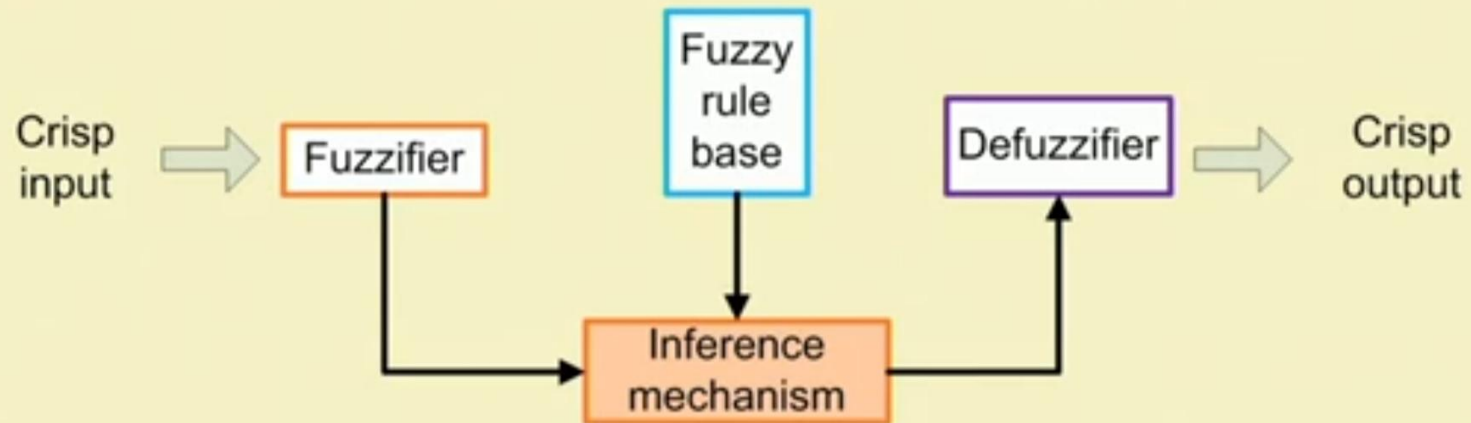 Crisp
input
Fuzzifier
Fuzzy
rule
base
Inference
mechanism
Defuzzifier
Crisp
output